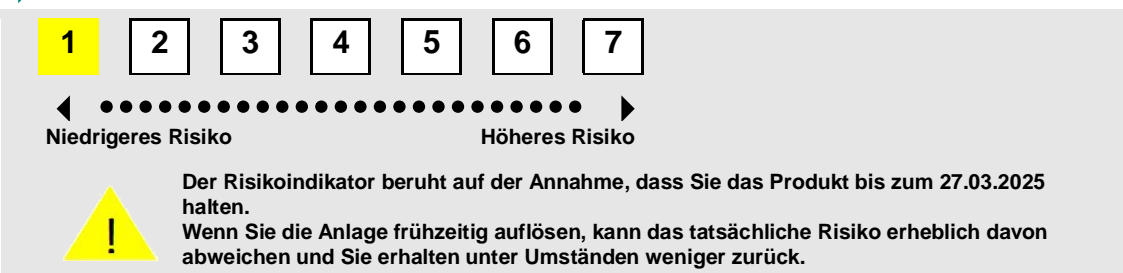 1 2 3 4 5 6 7
Niedrigeres Risiko Höheres Risiko
Der Risikoindikator beruht auf der Annahme, dass Sie das Produkt bis zum 27.03.2025
halten.
!
Wenn Sie die Anlage frühzeitig auflösen, kann das tatsächliche Risiko erheblich davon
abweichen und Sie erhalten unter Umständen weniger zurück.